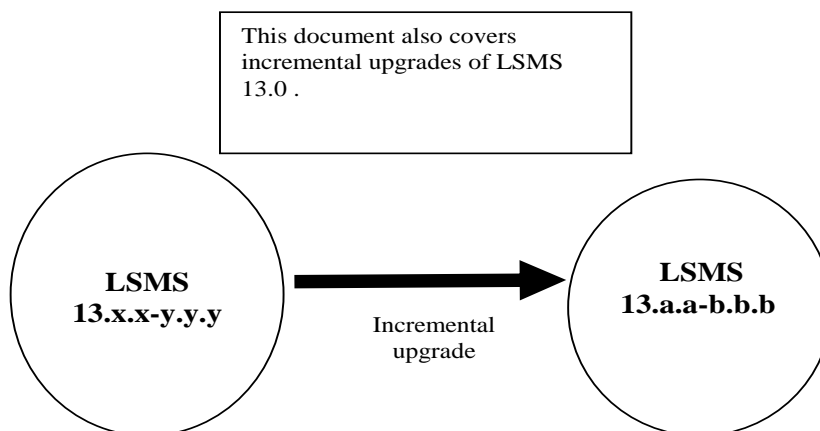 This document also covers
incremental upgrades of LSMS
13.0 .
LSMS
13.x.x-y.y.y
Incremental
upgrade
LSMS
13.a.a-b.b.b